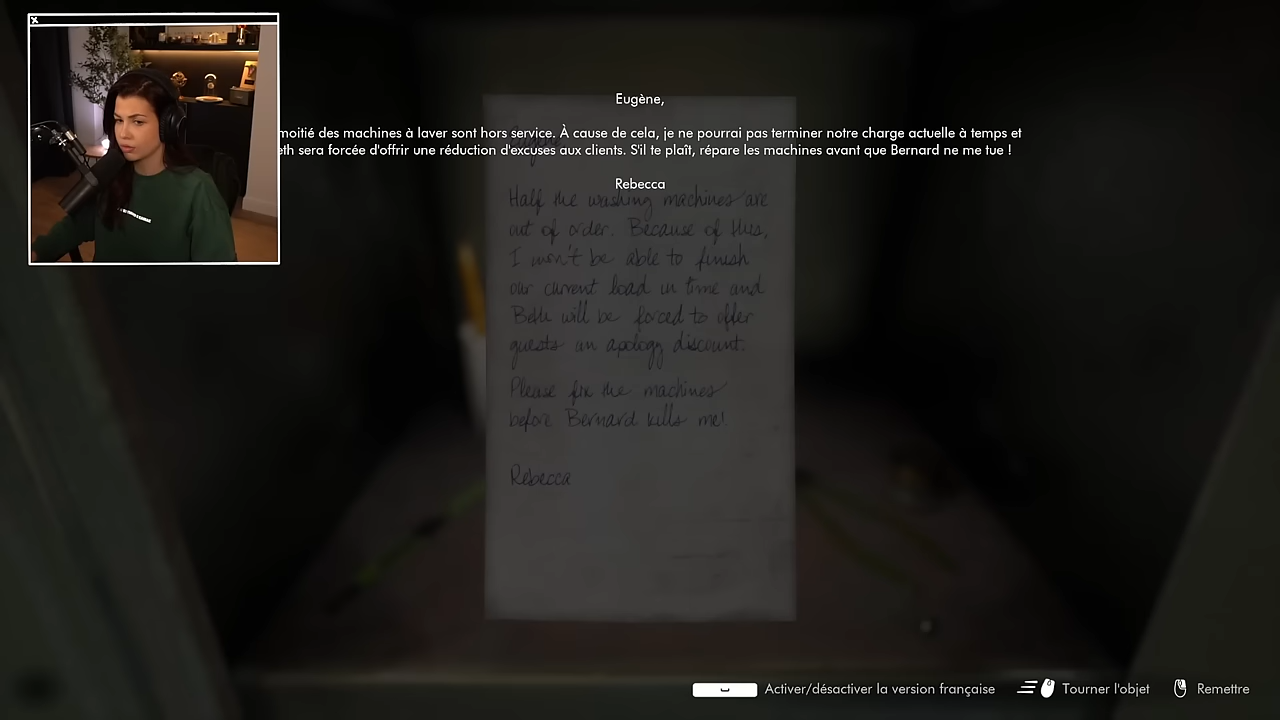 Eugène,
moitié des machines à laver sont hors service. À cause de cela, je ne pourrai pas terminer notre charge actuelle à temps et
eth sera forcée d'offrir une réduction d'excuses aux clients. S'il te plaît, répare les machines avant que Bernard ne me tue !
Rebecca
Half the washing machines are
out of order. Because of this,
I won't be able to finish
our current load in time and
Beth will be forced to offer
guests an apology discount.
Please fix the machines
before Bernard kills me!
Rebecca
Activer/désactiver la version française
Tourner l'objet
Remettre